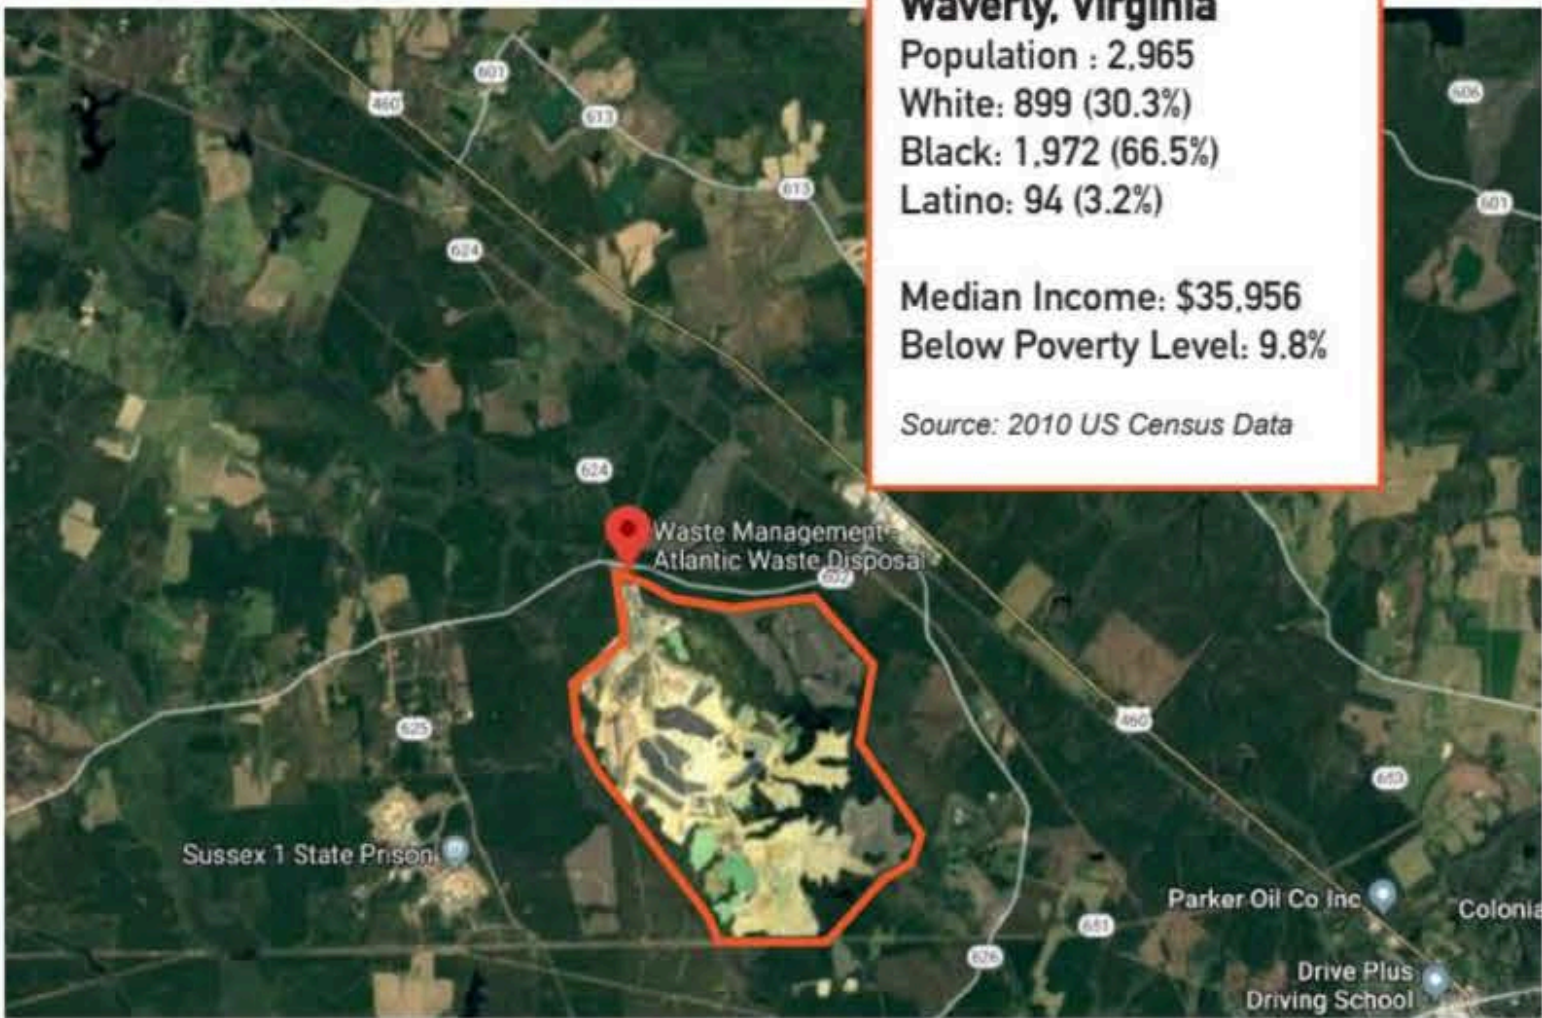 Waverly, Virginia
Population : 2,965
White: 899 (30.3%)
Black: 1,972 (66.5%)
Latino: 94 (3.2%)
Median Income: $35,956
Below Poverty Level: 9.8%
Source: 2010 US Census Data
601
460
613
613
606
601
624
624
Waste Management -
Atlantic Waste Disposal
602
625
460
653
Sussex 1 State Prison
Parker Oil Co Inc
Colonia
651
626
Drive Plus
Driving School